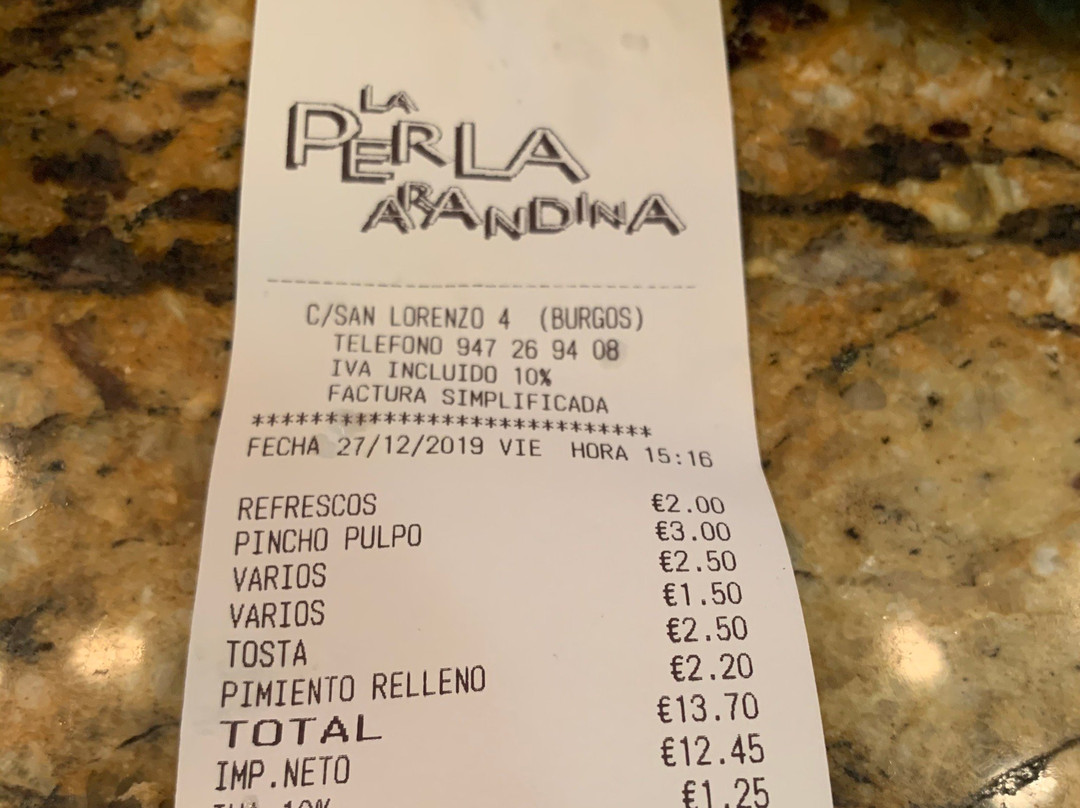 LA
PERLA
ARANDINA
C/SAN LORENZO 4 (BURGOS)
TELEFONO 947 26 94 08
IVA INCLUIDO 10%
FACTURA SIMPLIFICADA
******************************
FECHA 27/12/2019 VIE HORA 15:16
REFRESCOS €2.00
PINCHO PULPO €3.00
VARIOS €2.50
VARIOS €1.50
TOSTA €2.50
PIMIENTO RELLENO €2.20
TOTAL €13.70
IMP.NETO €12.45
IVA 10% €1.25